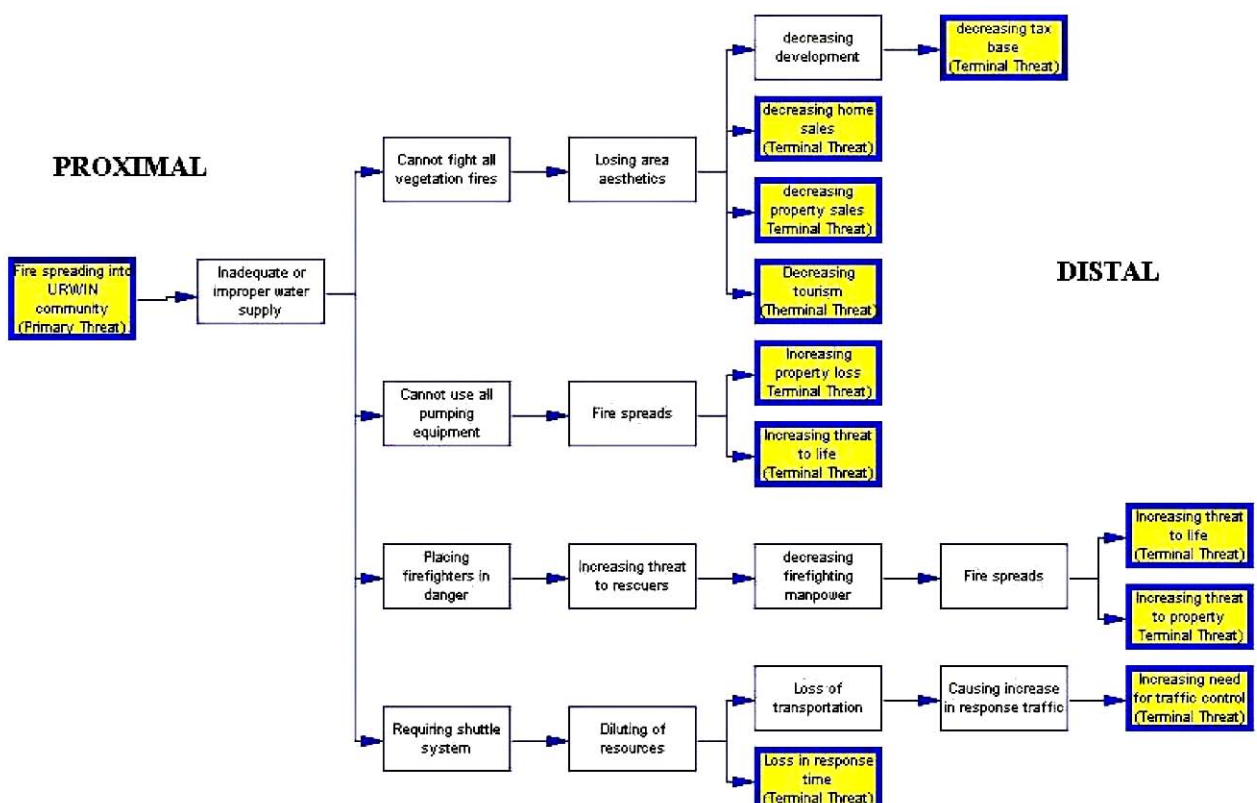 PROXIMAL
DISTAL
Fire spreading into
URWIN
community
(Primary Threat)
Inadequate or
improper water
supply
Cannot fight all
vegetation fires
Losing area
aesthetics
decreasing
development
decreasing tax
base
(Terminal Threat)
decreasing home
sales
(Terminal Threat)
decreasing
property sales
Terminal Threat)
Decreasing
tourism
(Therminal Threat)
Cannot use all
pumping
equipment
Fire spreads
Increasing
property loss
Terminal Threat)
Increasing threat
to life
(Terminal Threat)
Placing
firefighters in
danger
Increasing threat
to rescuers
decreasing
firefighting
manpower
Fire spreads
Increasing threat
to life
(Terminal Threat)
Increasing threat
to property
Terminal Threat)
Requiring shuttle
system
Diluting of
resources
Loss of
transportation
Causing increase
in response traffic
Increasing need
for traffic control
(Terminal Threat)
Loss in response
time
(Terminal Threat)